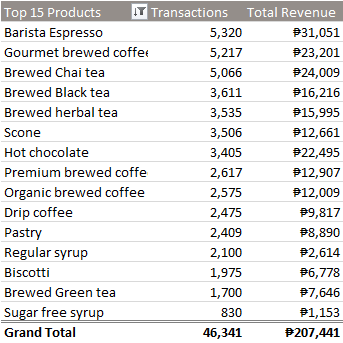 Top 15 Products Transactions Total Revenue
Barista Espresso 5,320 ₱31,051
Gourmet brewed coffee 5,217 ₱23,201
Brewed Chai tea 5,066 ₱24,009
Brewed Black tea 3,611 ₱16,216
Brewed herbal tea 3,535 ₱15,995
Scone 3,506 ₱12,661
Hot chocolate 3,405 ₱22,495
Premium brewed coffe 2,617 ₱12,907
Organic brewed coffee 2,575 ₱12,009
Drip coffee 2,475 ₱9,817
Pastry 2,409 ₱8,890
Regular syrup 2,100 ₱2,614
Biscotti 1,975 ₱6,778
Brewed Green tea 1,700 ₱7,646
Sugar free syrup 830 ₱1,153
Grand Total 46,341 ₱207,441